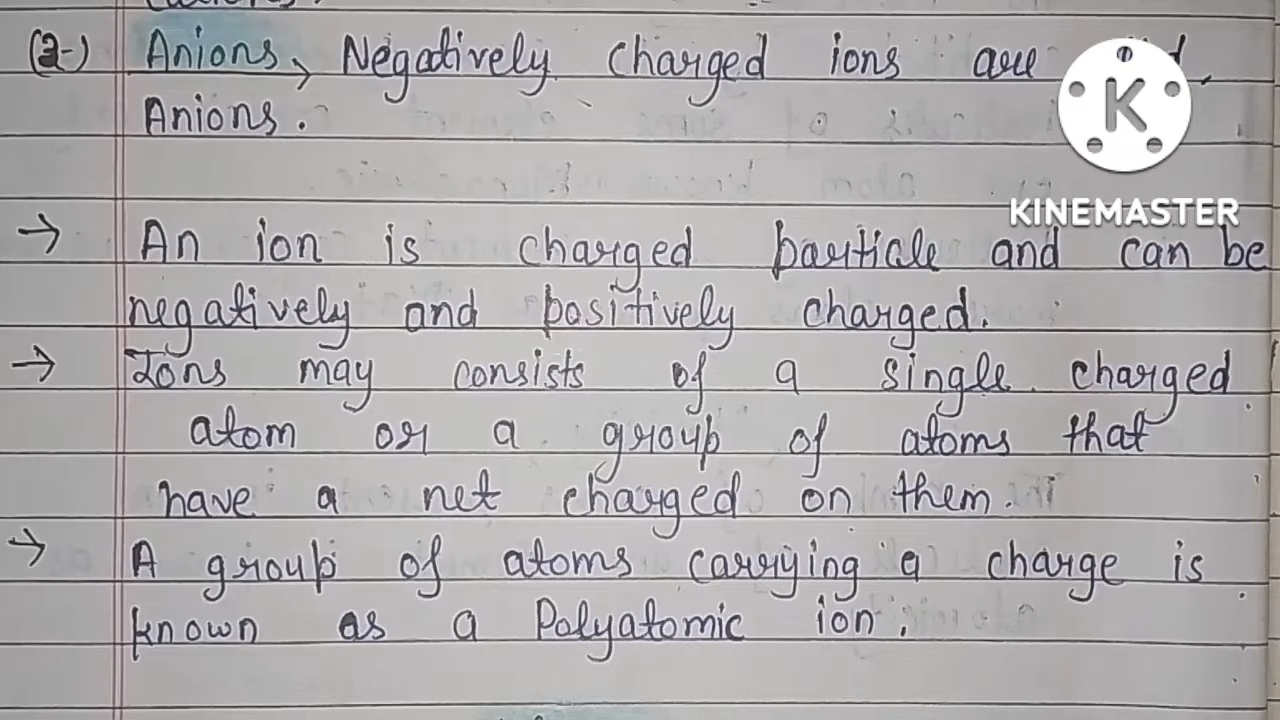 (2-) Anions → Negatively charged ions are
Anions.
K
KINEMASTER
→ An ion is charged particle and can be
negatively and positively charged.
→ Ions may consists of a single charged
atom or a group of atoms that
have a net charged on them.
→ A group of atoms carrying a charge is
known as a Polyatomic ion.